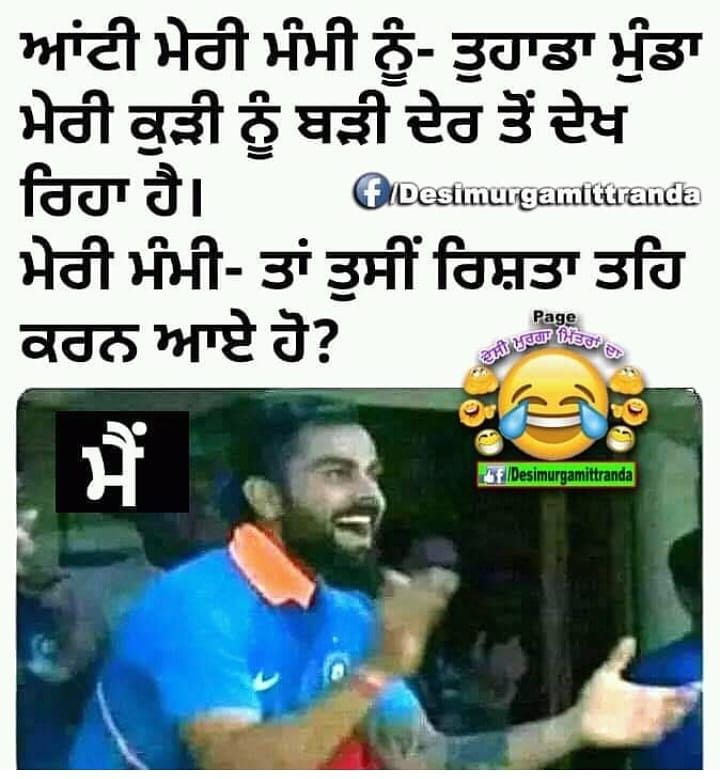 ਆਂਟੀ ਮੇਰੀ ਮੰਮੀ ਨੂੰ- ਤੁਹਾਡਾ ਮੁੰਡਾ
ਮੇਰੀ ਕੁੜੀ ਨੂੰ ਬੜੀ ਦੇਰ ਤੋਂ ਦੇਖ
ਰਿਹਾ ਹੈ।
f/Desimurgamittranda
ਮੇਰੀ ਮੰਮੀ- ਤਾਂ ਤੁਸੀਂ ਰਿਸ਼ਤਾ ਤਹਿ
ਕਰਨ ਆਏ ਹੋ?
Page
ਦੇਸੀ ਮੁਰਗਾ ਮਿੱਤਰਾਂ ਦਾ
f/Desimurgamittranda
ਮੈਂ